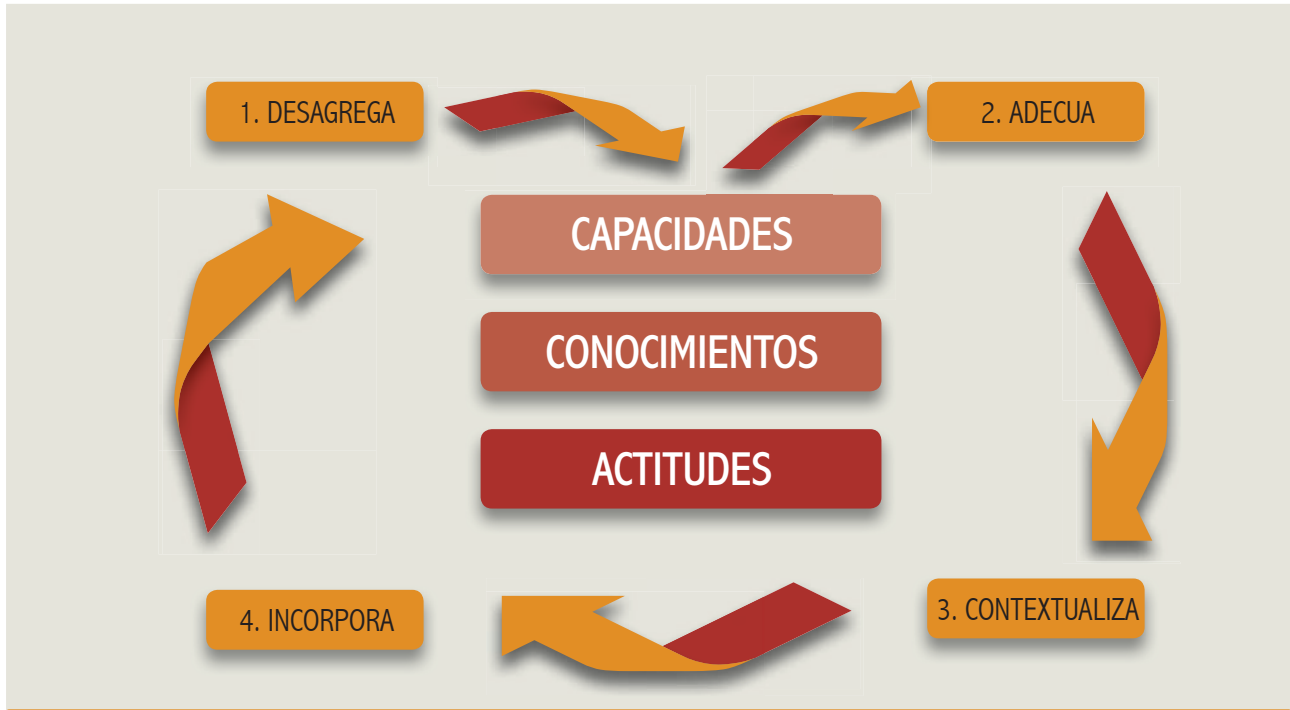 1. DESAGREGA
2. ADECUA
CAPACIDADES
CONOCIMIENTOS
ACTITUDES
4. INCORPORA
3. CONTEXTUALIZA